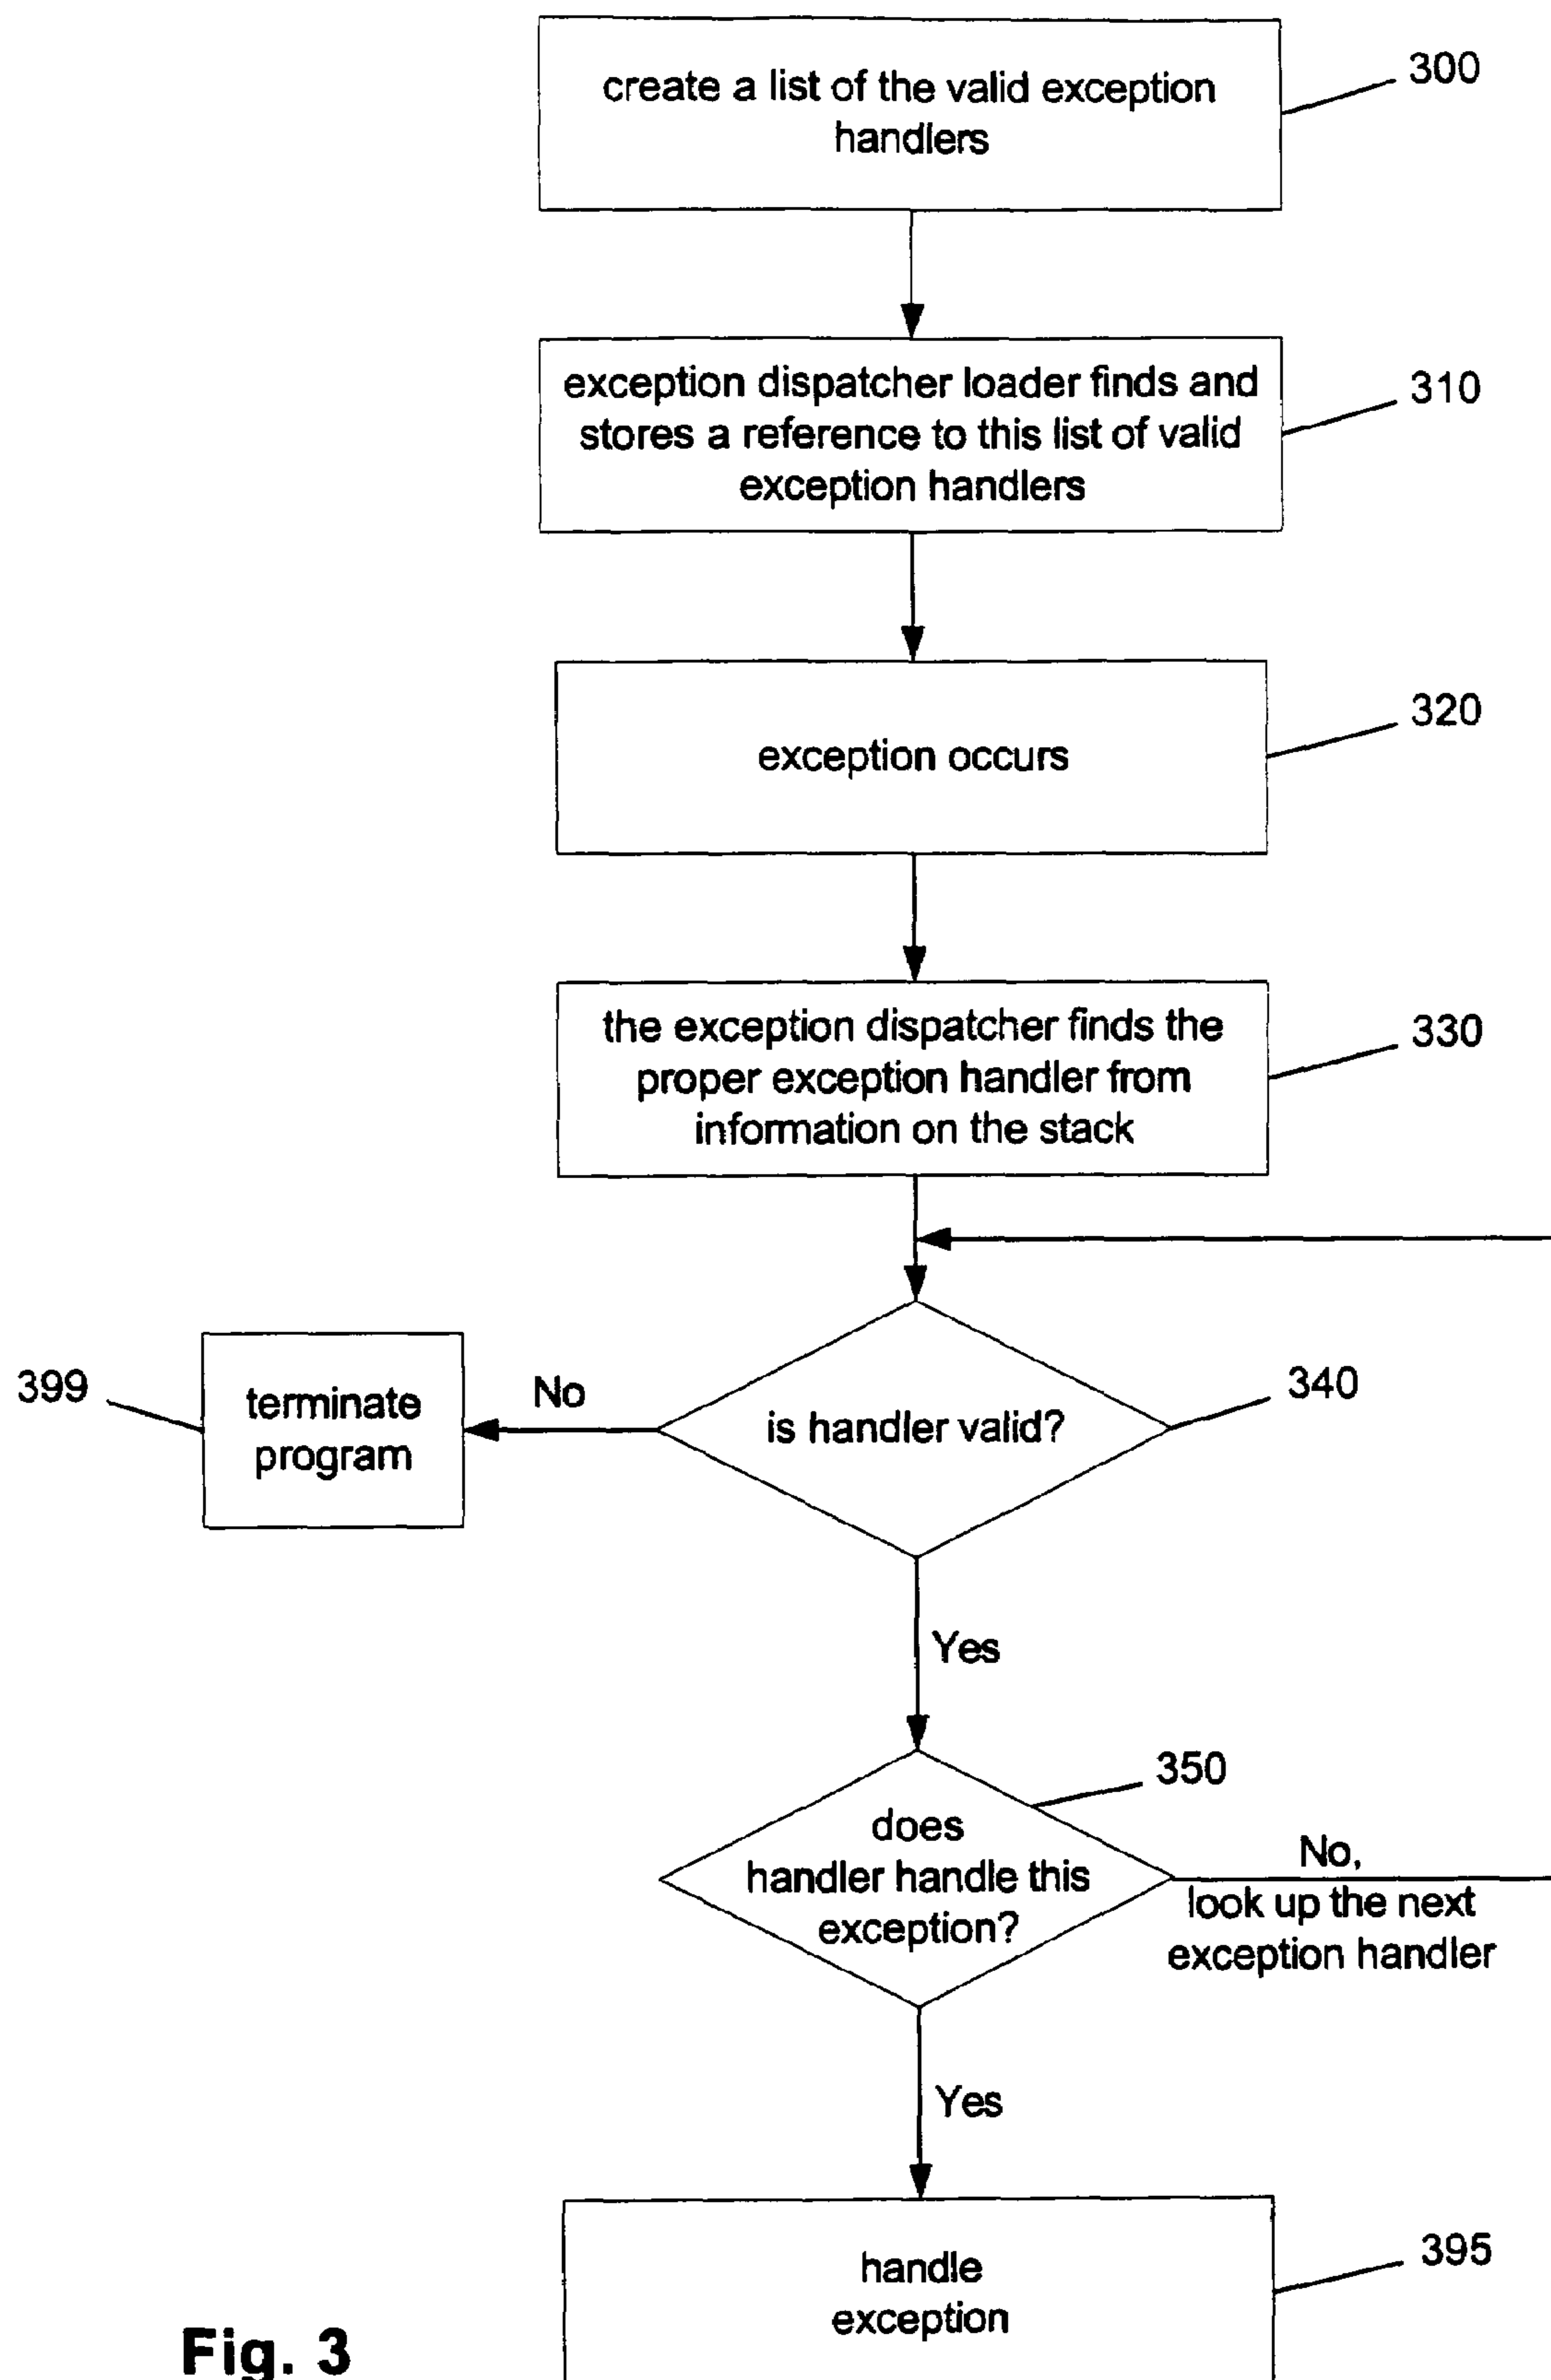 create a list of the valid exception
handlers
300
exception dispatcher loader finds and
stores a reference to this list of valid
exception handlers
310
exception occurs
320
the exception dispatcher finds the
proper exception handler from
information on the stack
330
399
terminate
program
No
is handler valid?
340
Yes
350
does
handler handle this
exception?
No,
look up the next
exception handler
Yes
handle
exception
395
Fig. 3